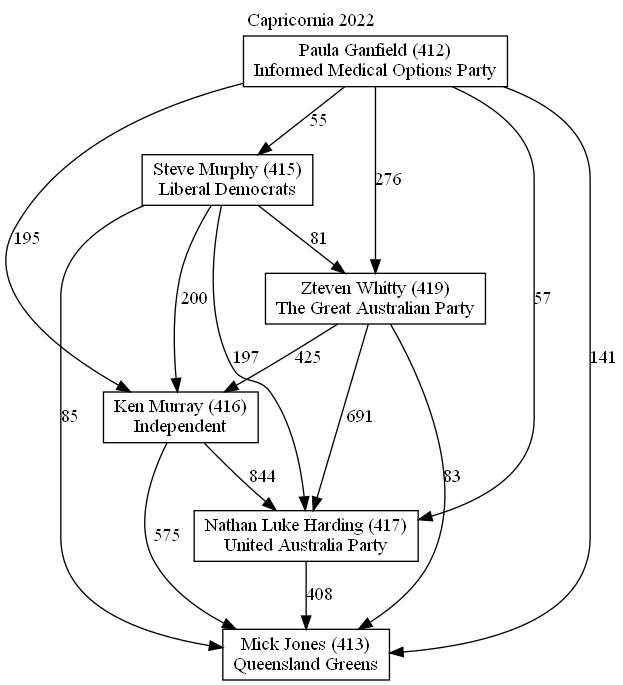 Capricornia 2022
Paula Ganfield (412)
Informed Medical Options Party
55
Steve Murphy (415)
Liberal Democrats
276
195
81
200
Zteven Whitty (419)
The Great Australian Party
57
197
425
141
Ken Murray (416)
Independent
85
691
844
83
575
Nathan Luke Harding (417)
United Australia Party
408
Mick Jones (413)
Queensland Greens